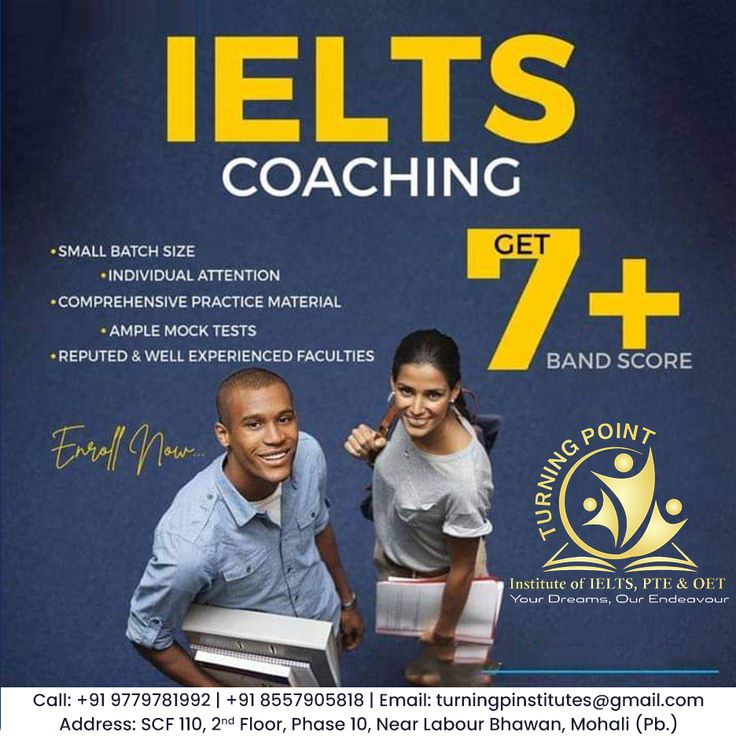 IELTS
COACHING
• SMALL BATCH SIZE
• INDIVIDUAL ATTENTION
• COMPREHENSIVE PRACTICE MATERIAL
• AMPLE MOCK TESTS
• REPUTED & WELL EXPERIENCED FACULTIES
GET
7+
BAND SCORE
Enroll Now...
TURNING POINT
Institute of IELTS, PTE & OET
Your Dreams, Our Endeavour
Call: +91 9779781992 | +91 8557905818 | Email: turningpinstitutes@gmail.com
Address: SCF 110, 2nd Floor, Phase 10, Near Labour Bhawan, Mohali (Pb.)